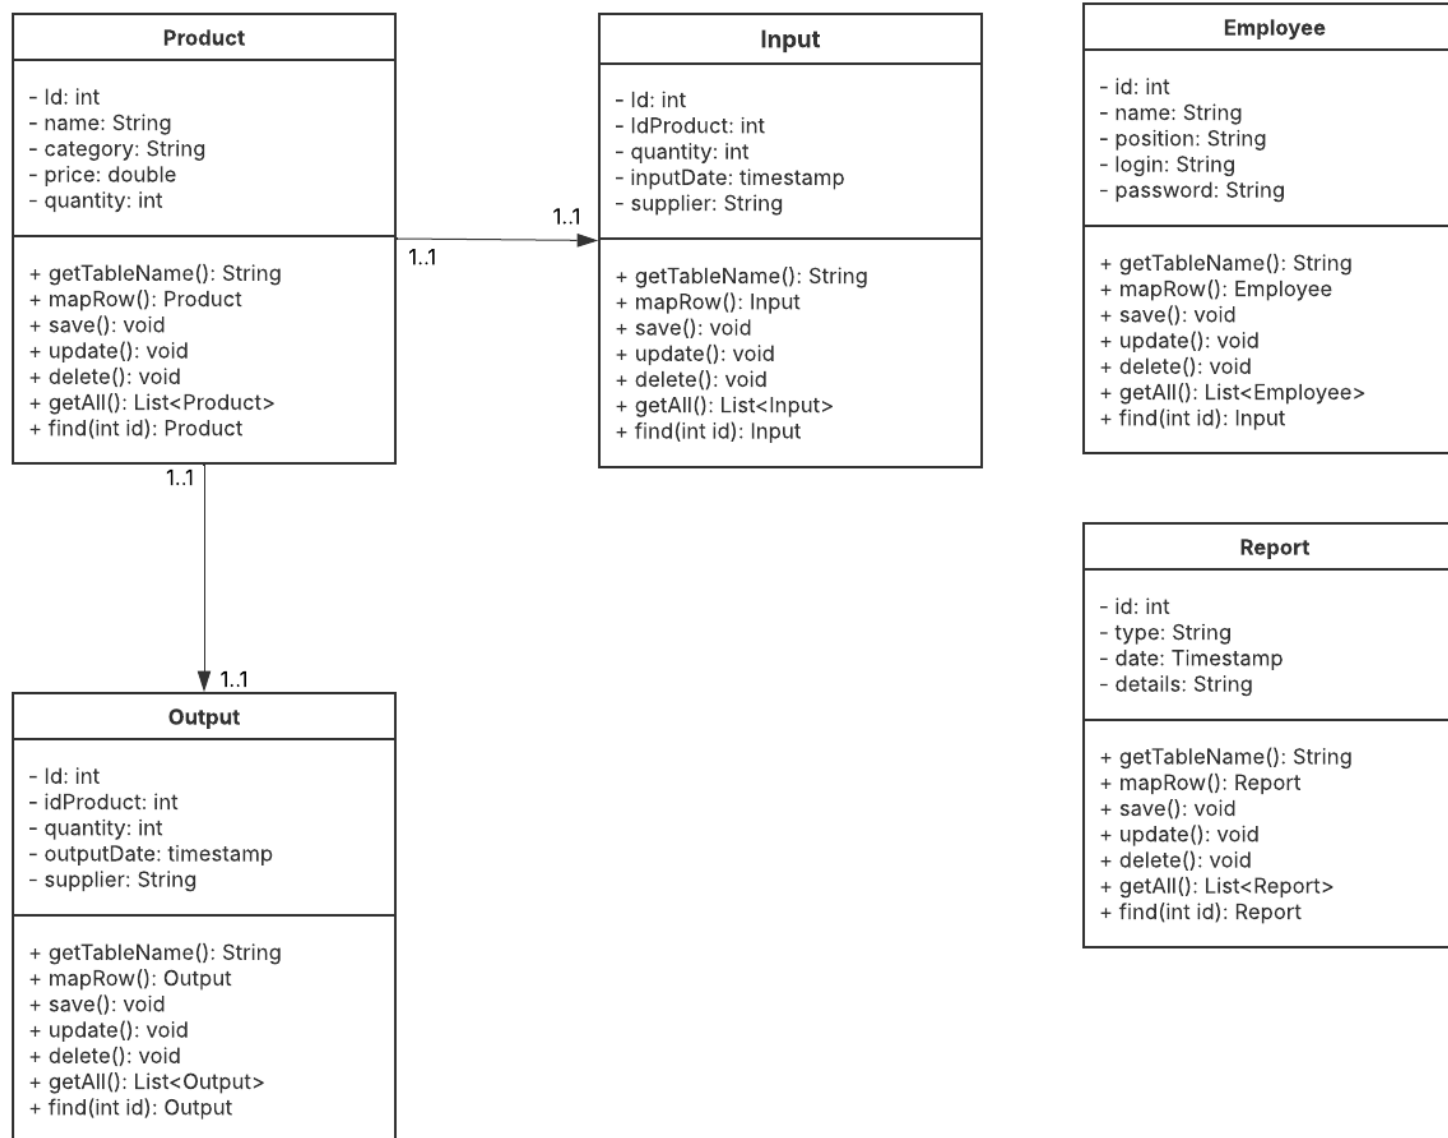 Product
- Id: int
- name: String
- category: String
- price: double
- quantity: int
+ getTableName(): String
+ mapRow(): Product
+ save(): void
+ update(): void
+ delete(): void
+ getAll(): List<Product>
+ find(int id): Product
1..1
1..1
Input
- Id: int
- IdProduct: int
- quantity: int
- inputDate: timestamp
- supplier: String
+ getTableName(): String
+ mapRow(): Input
+ save(): void
+ update(): void
+ delete(): void
+ getAll(): List<Input>
+ find(int id): Input
Employee
- id: int
- name: String
- position: String
- login: String
- password: String
+ getTableName(): String
+ mapRow(): Employee
+ save(): void
+ update(): void
+ delete(): void
+ getAll(): List<Employee>
+ find(int id): Input
1..1
1..1
Output
- Id: int
- idProduct: int
- quantity: int
- outputDate: timestamp
- supplier: String
+ getTableName(): String
+ mapRow(): Output
+ save(): void
+ update(): void
+ delete(): void
+ getAll(): List<Output>
+ find(int id): Output
Report
- id: int
- type: String
- date: Timestamp
- details: String
+ getTableName(): String
+ mapRow(): Report
+ save(): void
+ update(): void
+ delete(): void
+ getAll(): List<Report>
+ find(int id): Report